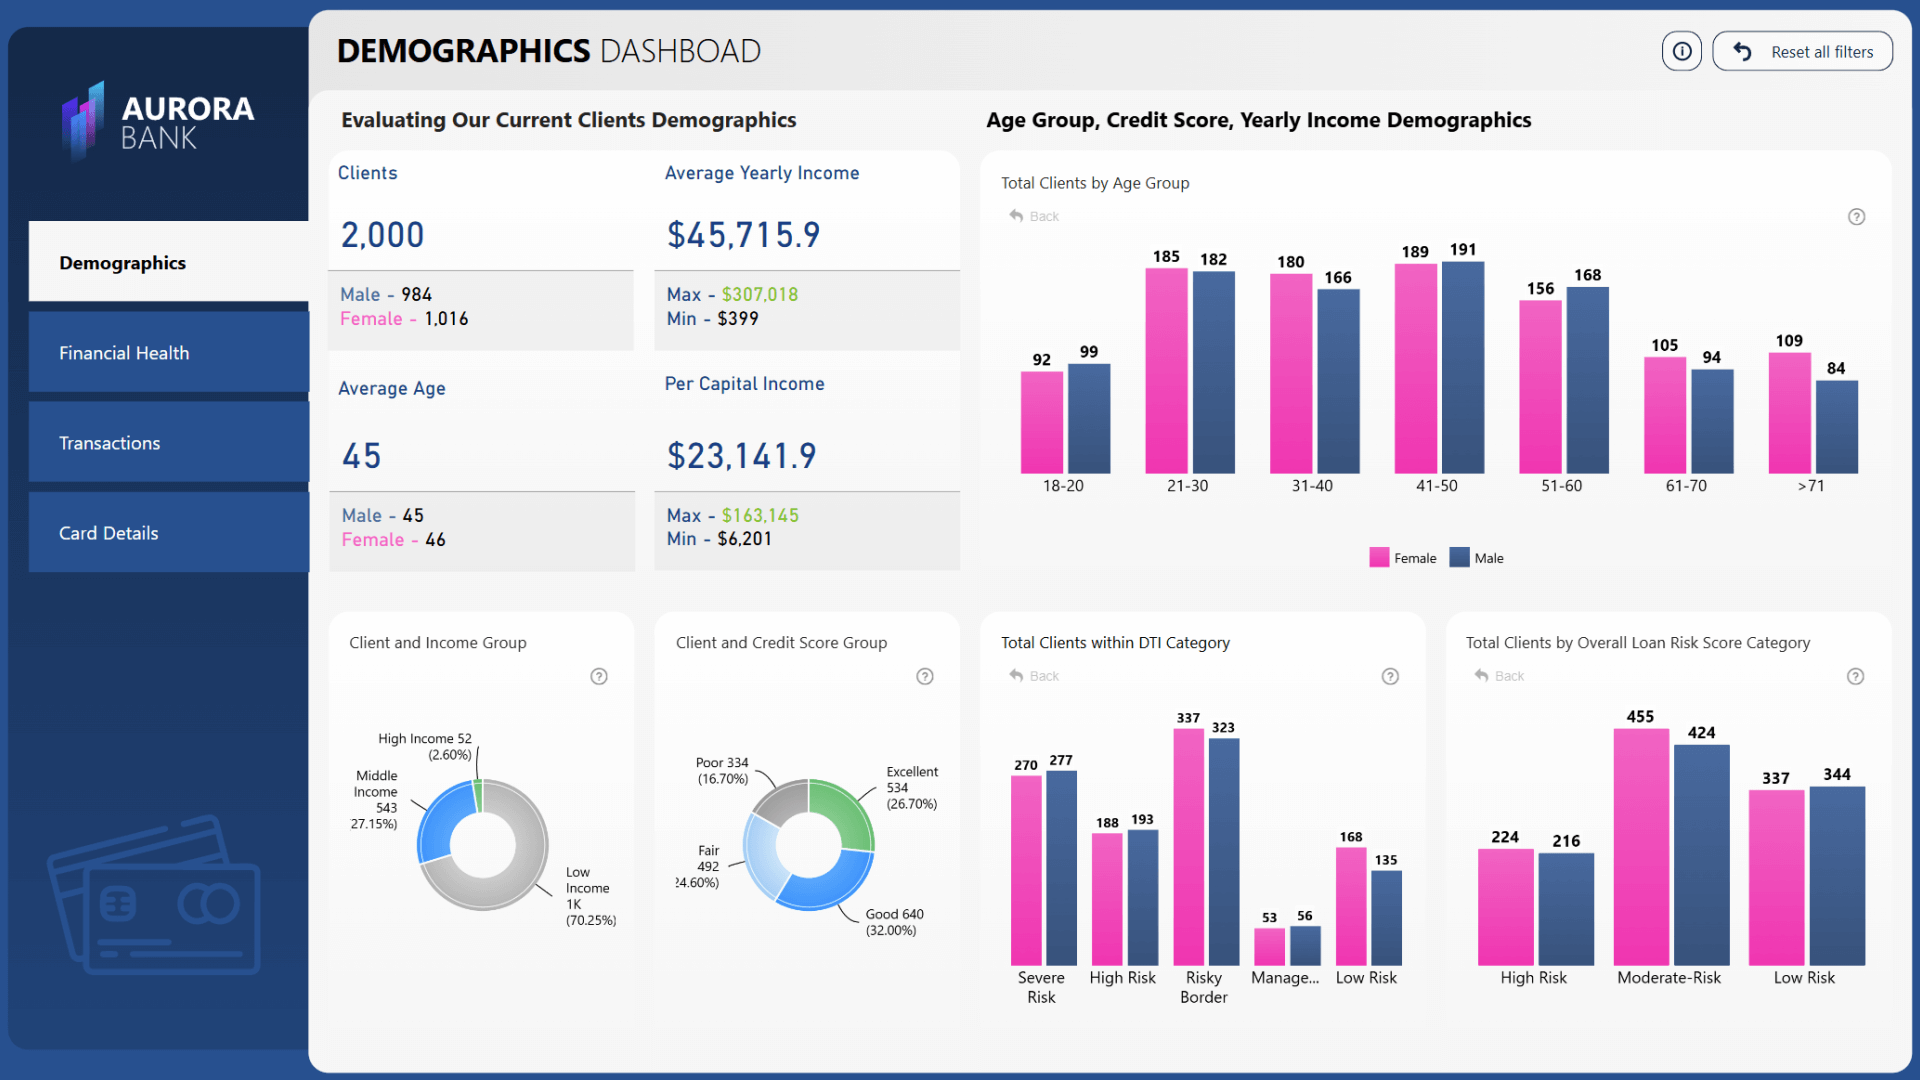 AURORA
BANK
Demographics
Financial Health
Transactions
Card Details
DEMOGRAPHICS DASHBOAD
Reset all filters
Evaluating Our Current Clients Demographics
Clients
2,000
Male - 984
Female - 1,016
Average Yearly Income
$45,715.9
Max - $307,018
Min - $399
Average Age
45
Male - 45
Female - 46
Per Capital Income
$23,141.9
Max - $163,145
Min - $6,201
Age Group, Credit Score, Yearly Income Demographics
Total Clients by Age Group
Back
92 99 185 182 180 166 189 191 156 168 105 94 109 84
18-20 21-30 31-40 41-50 51-60 61-70 >71
Female Male
Client and Income Group
High Income 52
(2.60%)
Middle
Income
543
27.15%)
Low
Income
1K
(70.25%)
Client and Credit Score Group
Poor 334
(16.70%)
Excellent
534
(26.70%)
Fair
492
24.60%)
Good 640
(32.00%)
Total Clients within DTI Category
Back
270 277 188 193 337 323 53 56 168 135
Severe
Risk
High Risk
Risky
Border
Manage...
Low Risk
Total Clients by Overall Loan Risk Score Category
Back
224 216 455 424 337 344
High Risk Moderate-Risk Low Risk